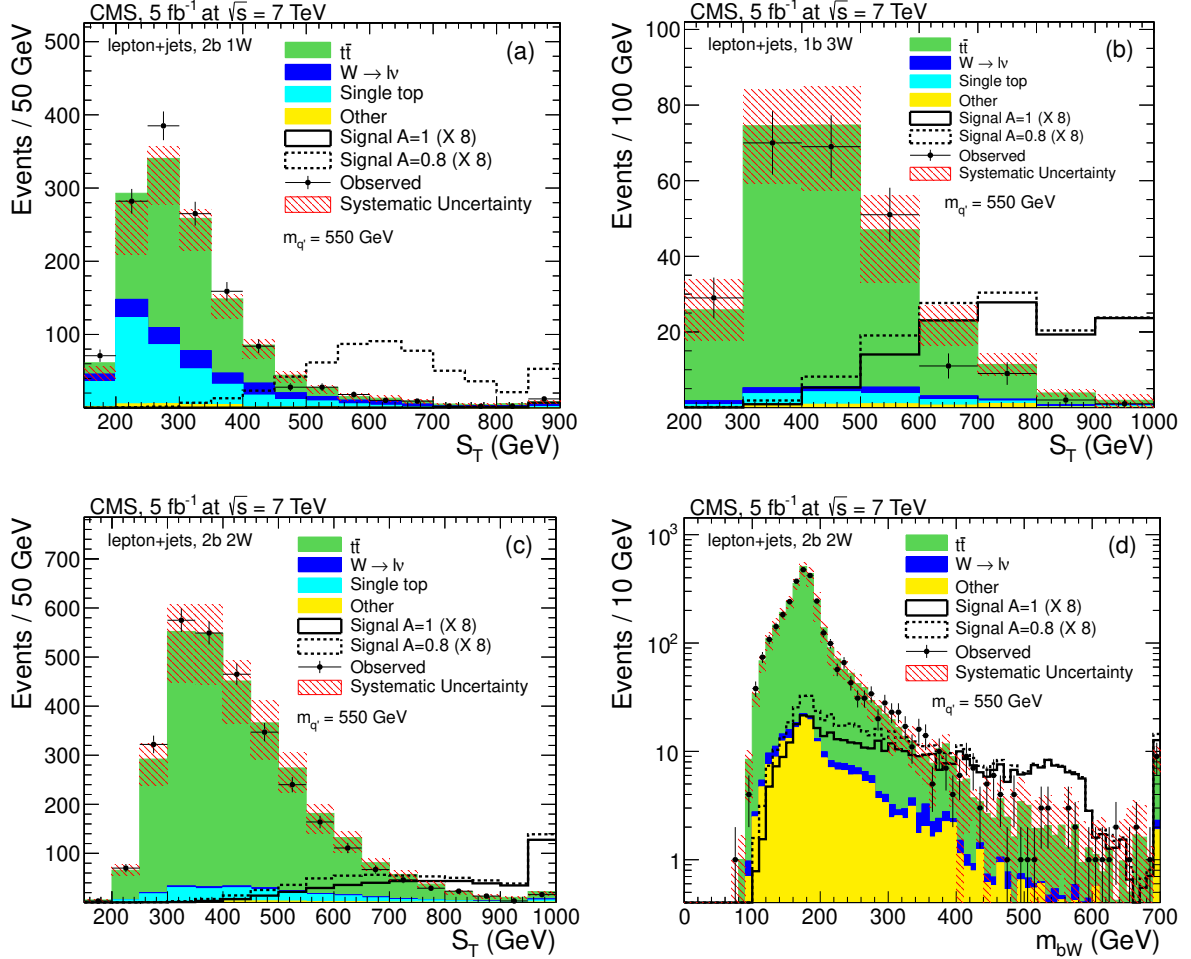 CMS, 5 fb-1 at √s = 7 TeV
lepton+jets, 2b 1W
(a)
tt̄
W → lν
Single top
Other
Signal A=1 (X 8)
Signal A=0.8 (X 8)
Observed
Systematic Uncertainty
m_q' = 550 GeV
Events / 50 GeV
500
400
300
200
100
200 300 400 500 600 700 800 900
S_T (GeV)
CMS, 5 fb-1 at √s = 7 TeV
lepton+jets, 1b 3W
(b)
tt̄
W → lν
Single top
Other
Signal A=1 (X 8)
Signal A=0.8 (X 8)
Observed
Systematic Uncertainty
m_q' = 550 GeV
Events / 100 GeV
100
80
60
40
20
200 300 400 500 600 700 800 900 1000
S_T (GeV)
CMS, 5 fb-1 at √s = 7 TeV
lepton+jets, 2b 2W
(c)
tt̄
W → lν
Single top
Other
Signal A=1 (X 8)
Signal A=0.8 (X 8)
Observed
Systematic Uncertainty
m_q' = 550 GeV
Events / 50 GeV
700
600
500
400
300
200
100
200 300 400 500 600 700 800 900 1000
S_T (GeV)
CMS, 5 fb-1 at √s = 7 TeV
lepton+jets, 2b 2W
(d)
tt̄
W → lν
Other
Signal A=1 (X 8)
Signal A=0.8 (X 8)
Observed
Systematic Uncertainty
m_q' = 550 GeV
Events / 10 GeV
10^3
10^2
10
1
0 100 200 300 400 500 600 700
m_bW (GeV)